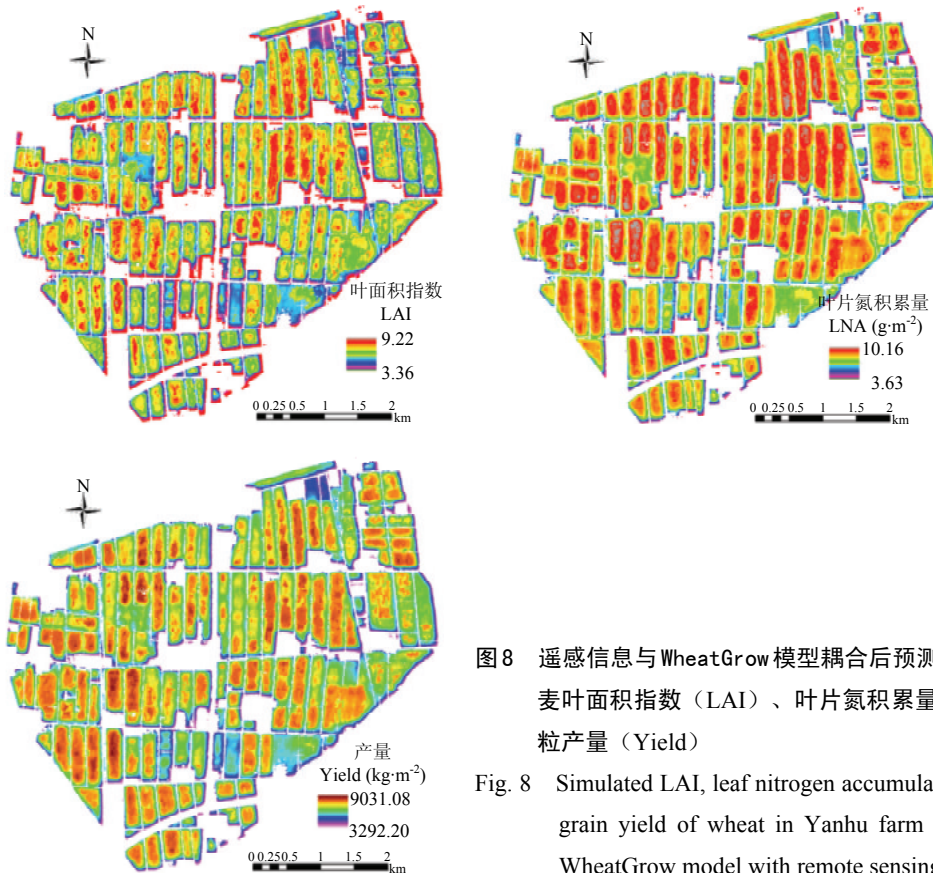 N
叶面积指数
LAI
9.22
3.36
0 0.25 0.5 1 1.5 2
km
N
叶片氮积累量
LNA (g·m-2)
10.16
3.63
0 0.25 0.5 1 1.5 2
km
N
产量
Yield (kg·m-2)
9031.08
3292.20
0 0.25 0.5 1 1.5 2
km
图8 遥感信息与WheatGrow模型耦合后预测
麦叶面积指数（LAI）、叶片氮积累量
粒产量（Yield）
Fig. 8 Simulated LAI, leaf nitrogen accumula
grain yield of wheat in Yanhu farm
WheatGrow model with remote sensing